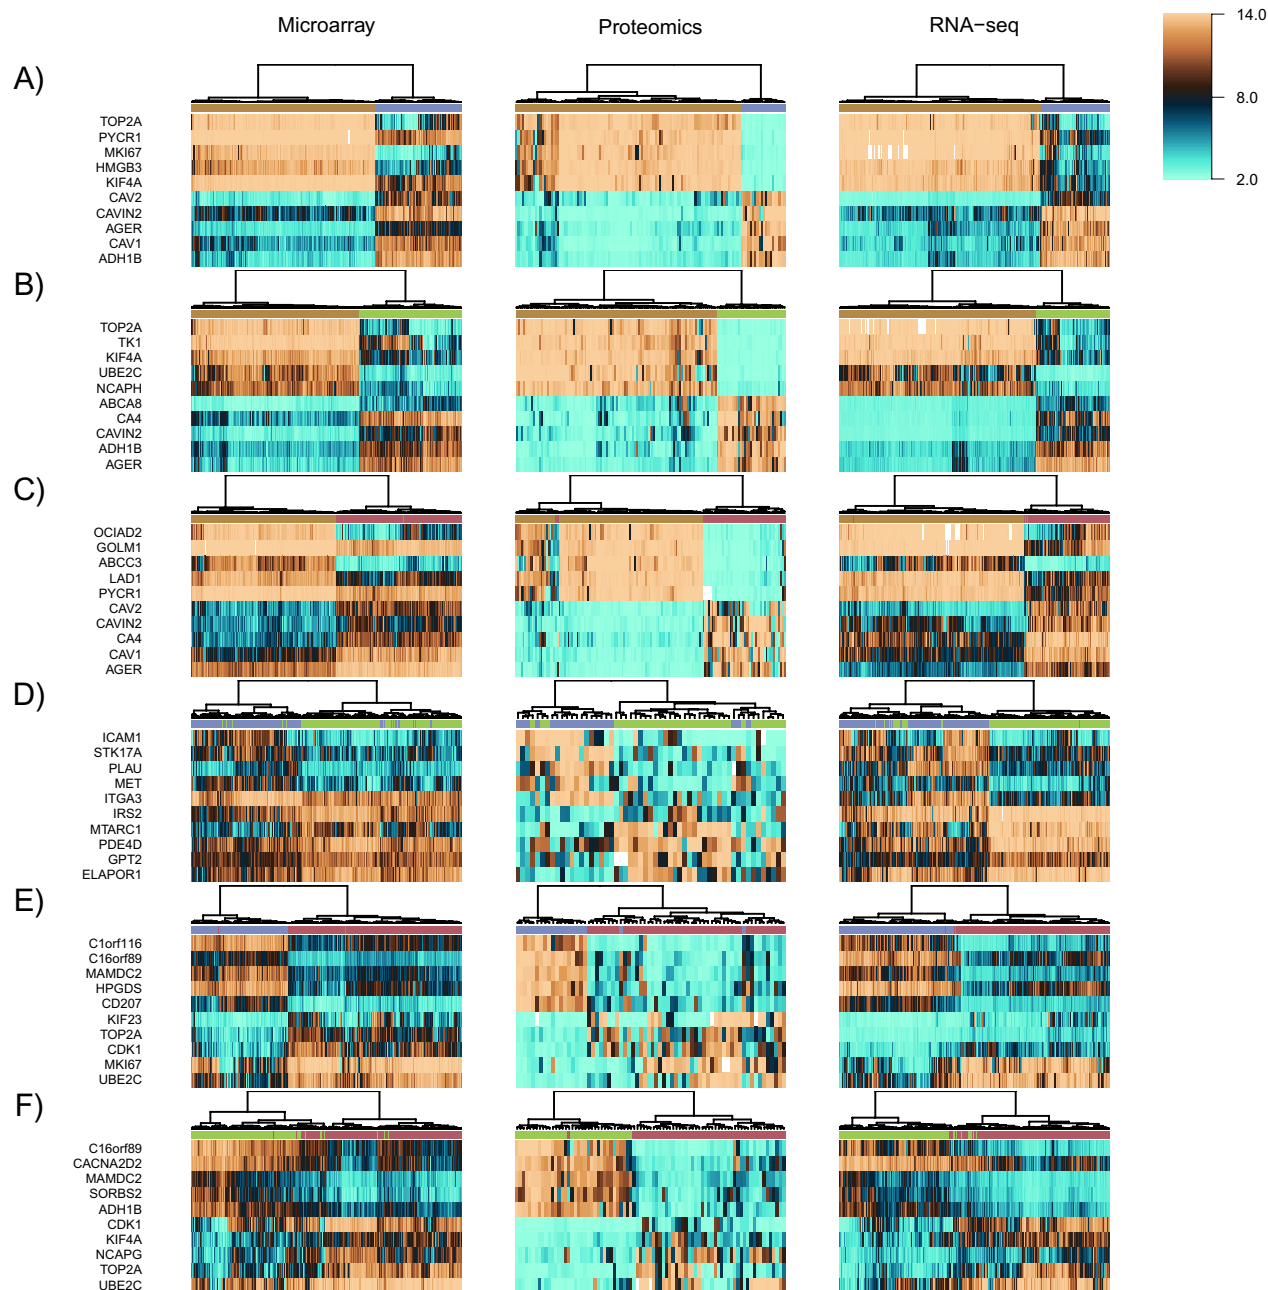 Microarray
Proteomics
RNA−seq
14.0
8.0
2.0
A)
TOP2A
PYCR1
MKI67
HMGB3
KIF4A
CAV2
CAVIN2
AGER
CAV1
ADH1B
B)
TOP2A
TK1
KIF4A
UBE2C
NCAPH
ABCA8
CA4
CAVIN2
ADH1B
AGER
C)
OCIAD2
GOLM1
ABCC3
LAD1
PYCR1
CAV2
CAVIN2
CA4
CAV1
AGER
D)
ICAM1
STK17A
PLAU
MET
ITGA3
IRS2
MTARC1
PDE4D
GPT2
ELAPOR1
E)
C1orf116
C16orf89
MAMDC2
HPGDS
CD207
KIF23
TOP2A
CDK1
MKI67
UBE2C
F)
C16orf89
CACNA2D2
MAMDC2
SORBS2
ADH1B
CDK1
KIF4A
NCAPG
TOP2A
UBE2C